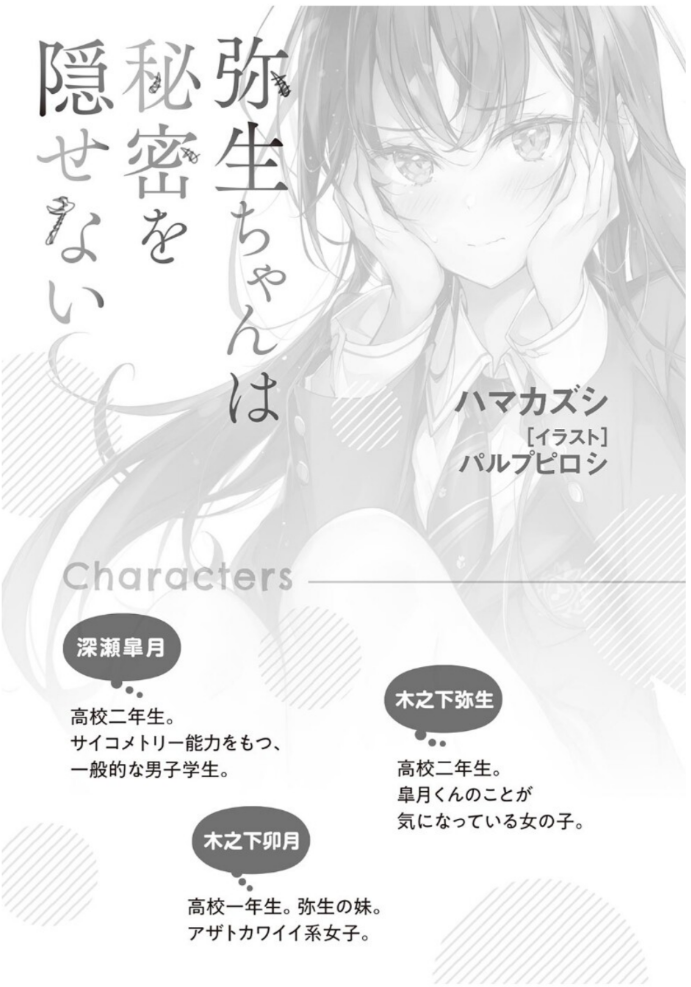 弥生ちゃんは
秘密を
隠せない
ハマカズシ
［イラスト］
パルプピロシ
Characters
深瀬皐月
高校二年生。
サイコメトリー能力をもつ、
一般的な男子学生。
木之下弥生
高校二年生。
皐月くんのことが
気になっている女の子。
木之下卯月
高校一年生。弥生の妹。
アザトカワイイ系女子。